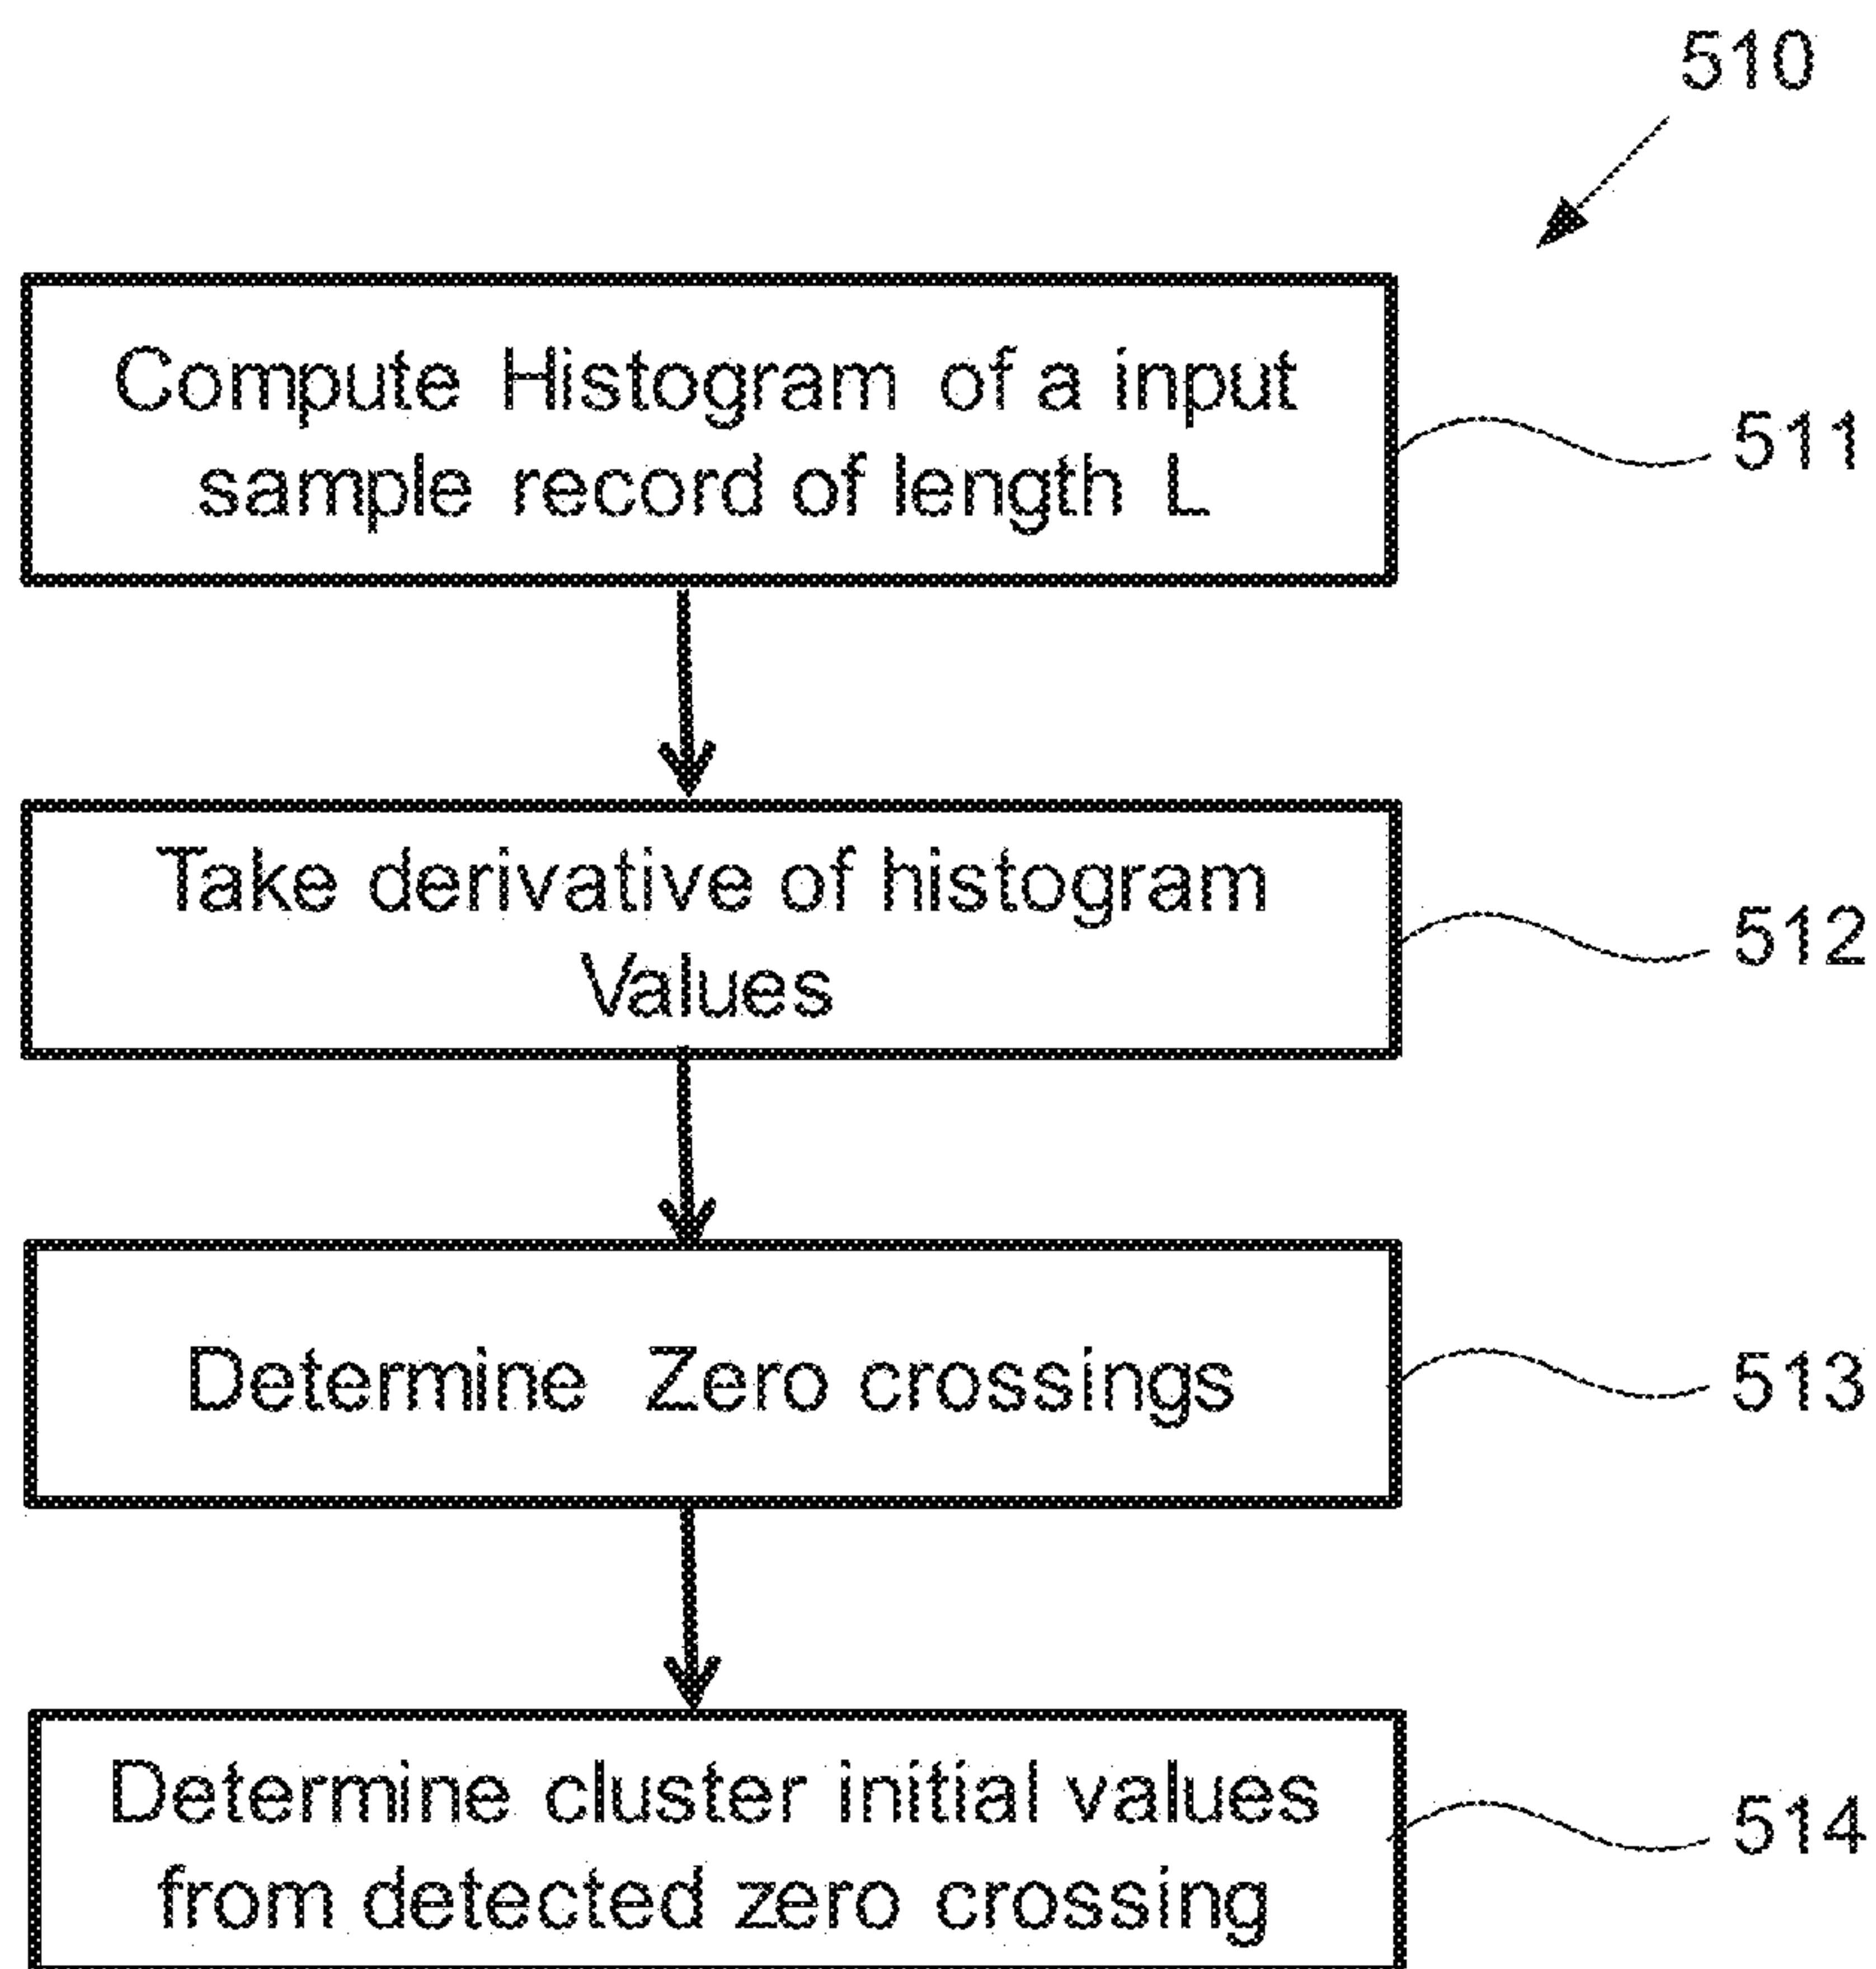 510
Compute Histogram of a input
sample record of length L
511
Take derivative of histogram
Values
512
Determine Zero crossings
513
Determine cluster initial values
from detected zero crossing
514